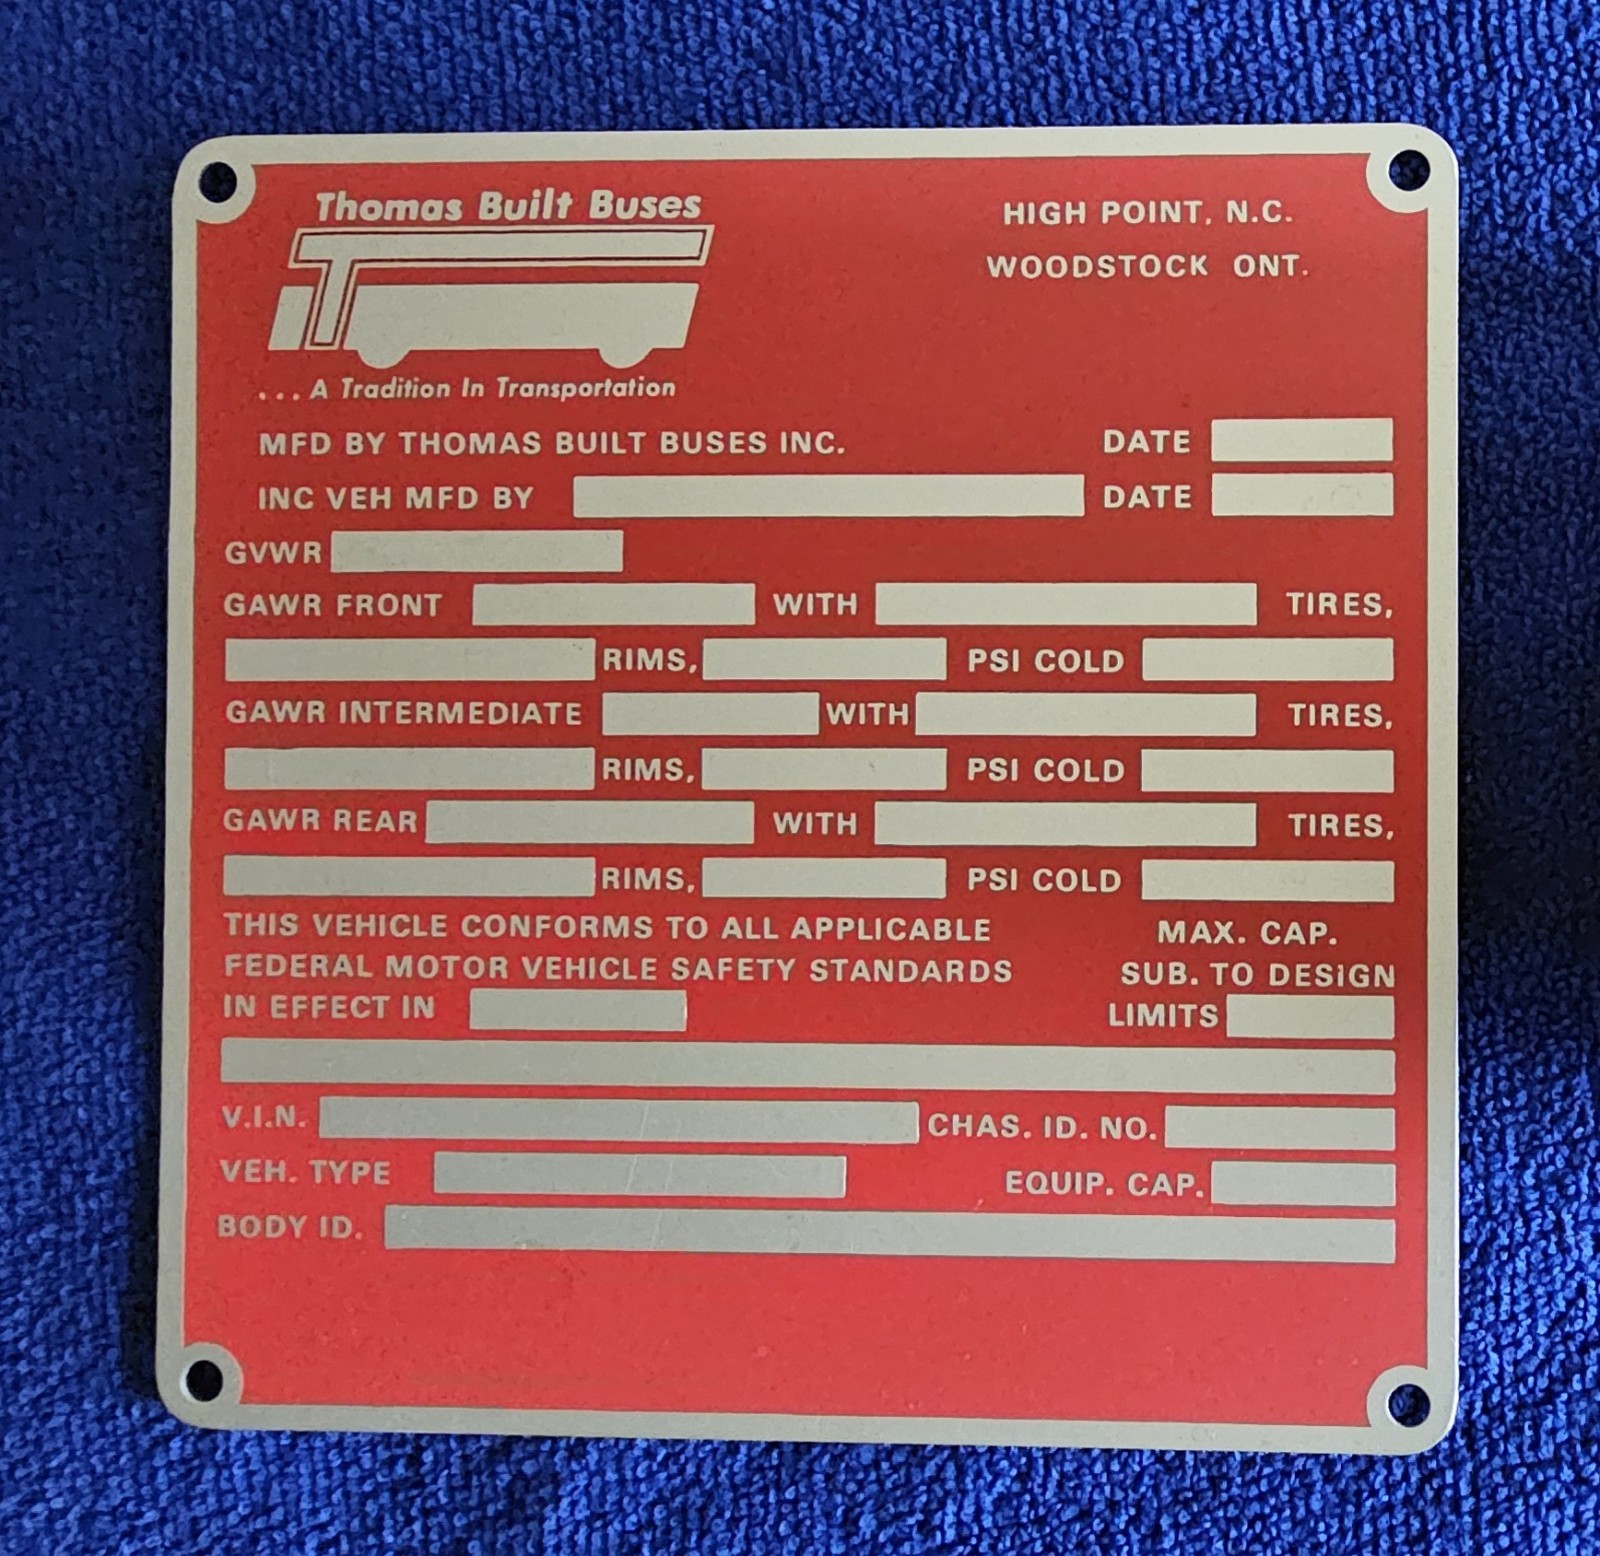 Thomas Built Buses
HIGH POINT, N.C.
WOODSTOCK ONT.
... A Tradition In Transportation
MFD BY THOMAS BUILT BUSES INC. DATE
INC VEH MFD BY DATE
GVWR
GAWR FRONT WITH TIRES,
RIMS, PSI COLD
GAWR INTERMEDIATE WITH TIRES,
RIMS, PSI COLD
GAWR REAR WITH TIRES,
RIMS, PSI COLD
THIS VEHICLE CONFORMS TO ALL APPLICABLE
FEDERAL MOTOR VEHICLE SAFETY STANDARDS
IN EFFECT IN
MAX. CAP.
SUB. TO DESIGN
LIMITS
V.I.N. CHAS. ID. NO.
VEH. TYPE EQUIP. CAP.
BODY ID.